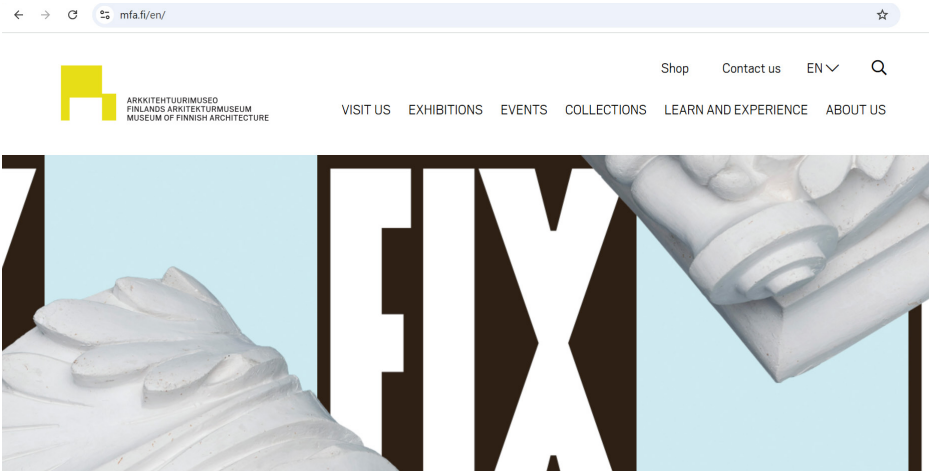 mfa.fi/en/
Shop Contact us EN
ARKKITEHTUURIMUSEO
FINLANDS ARKITEKTURMUSEUM
MUSEUM OF FINNISH ARCHITECTURE
VISIT US EXHIBITIONS EVENTS COLLECTIONS LEARN AND EXPERIENCE ABOUT US
FIX